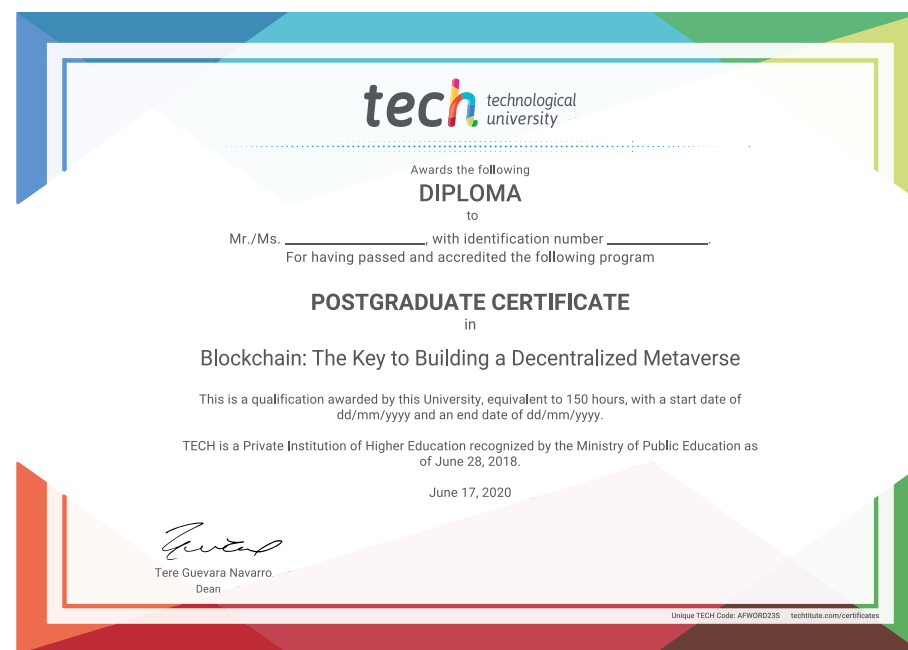 tech technological
university
Awards the following
DIPLOMA
to
Mr./Ms. ____________________, with identification number ______________.
For having passed and accredited the following program
POSTGRADUATE CERTIFICATE
in
Blockchain: The Key to Building a Decentralized Metaverse
This is a qualification awarded by this University, equivalent to 150 hours, with a start date of
dd/mm/yyyy and an end date of dd/mm/yyyy.
TECH is a Private Institution of Higher Education recognized by the Ministry of Public Education as
of June 28, 2018.
June 17, 2020
Tere Guevara Navarro
Dean
Unique TECH Code: AFWORD23S techtitute.com/certificates